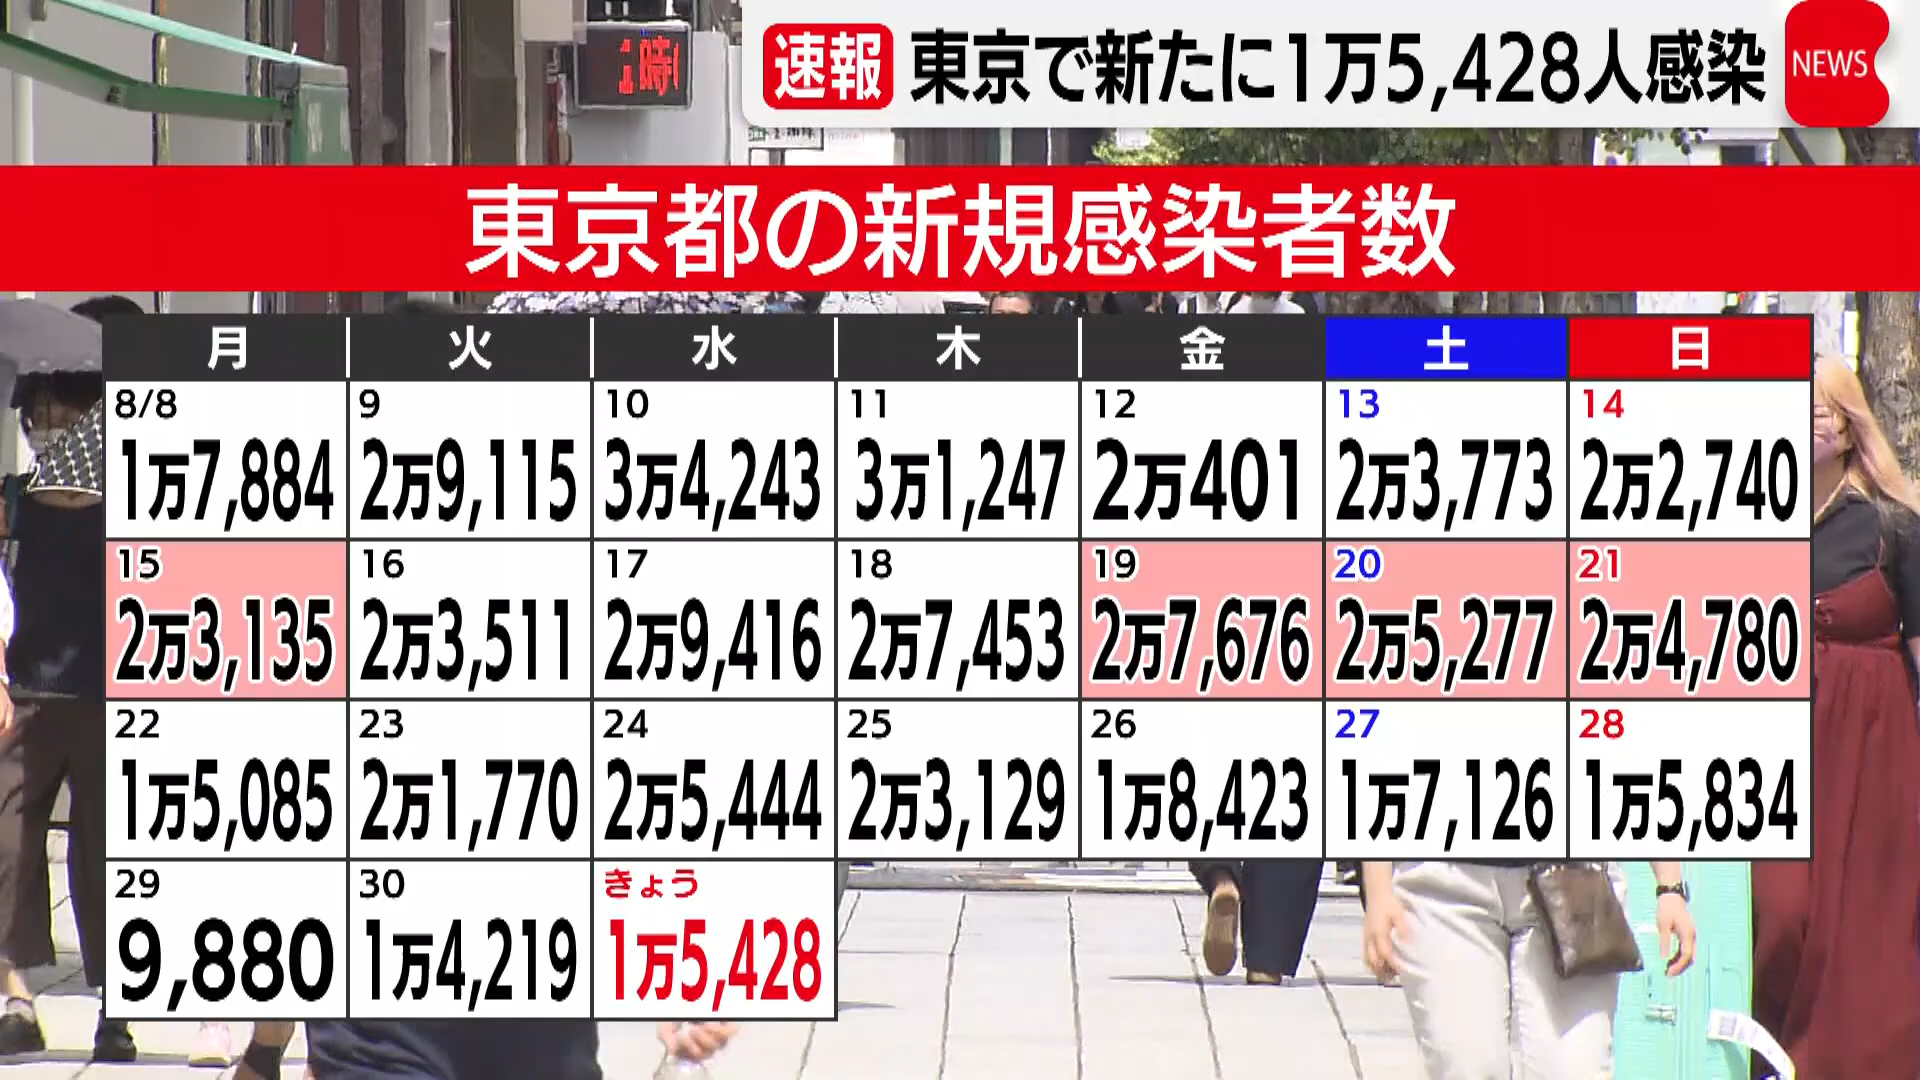 速報 東京で新たに1万5,428人感染 NEWS
東京都の新規感染者数
月 火 水 木 金 土 日
8/8 9 10 11 12 13 14
1万7,884 2万9,115 3万4,243 3万1,247 2万401 2万3,773 2万2,740
15 16 17 18 19 20 21
2万3,135 2万3,511 2万9,416 2万7,453 2万7,676 2万5,277 2万4,780
22 23 24 25 26 27 28
1万5,085 2万1,770 2万5,444 2万3,129 1万8,423 1万7,126 1万5,834
29 30 きょう
9,880 1万4,219 1万5,428